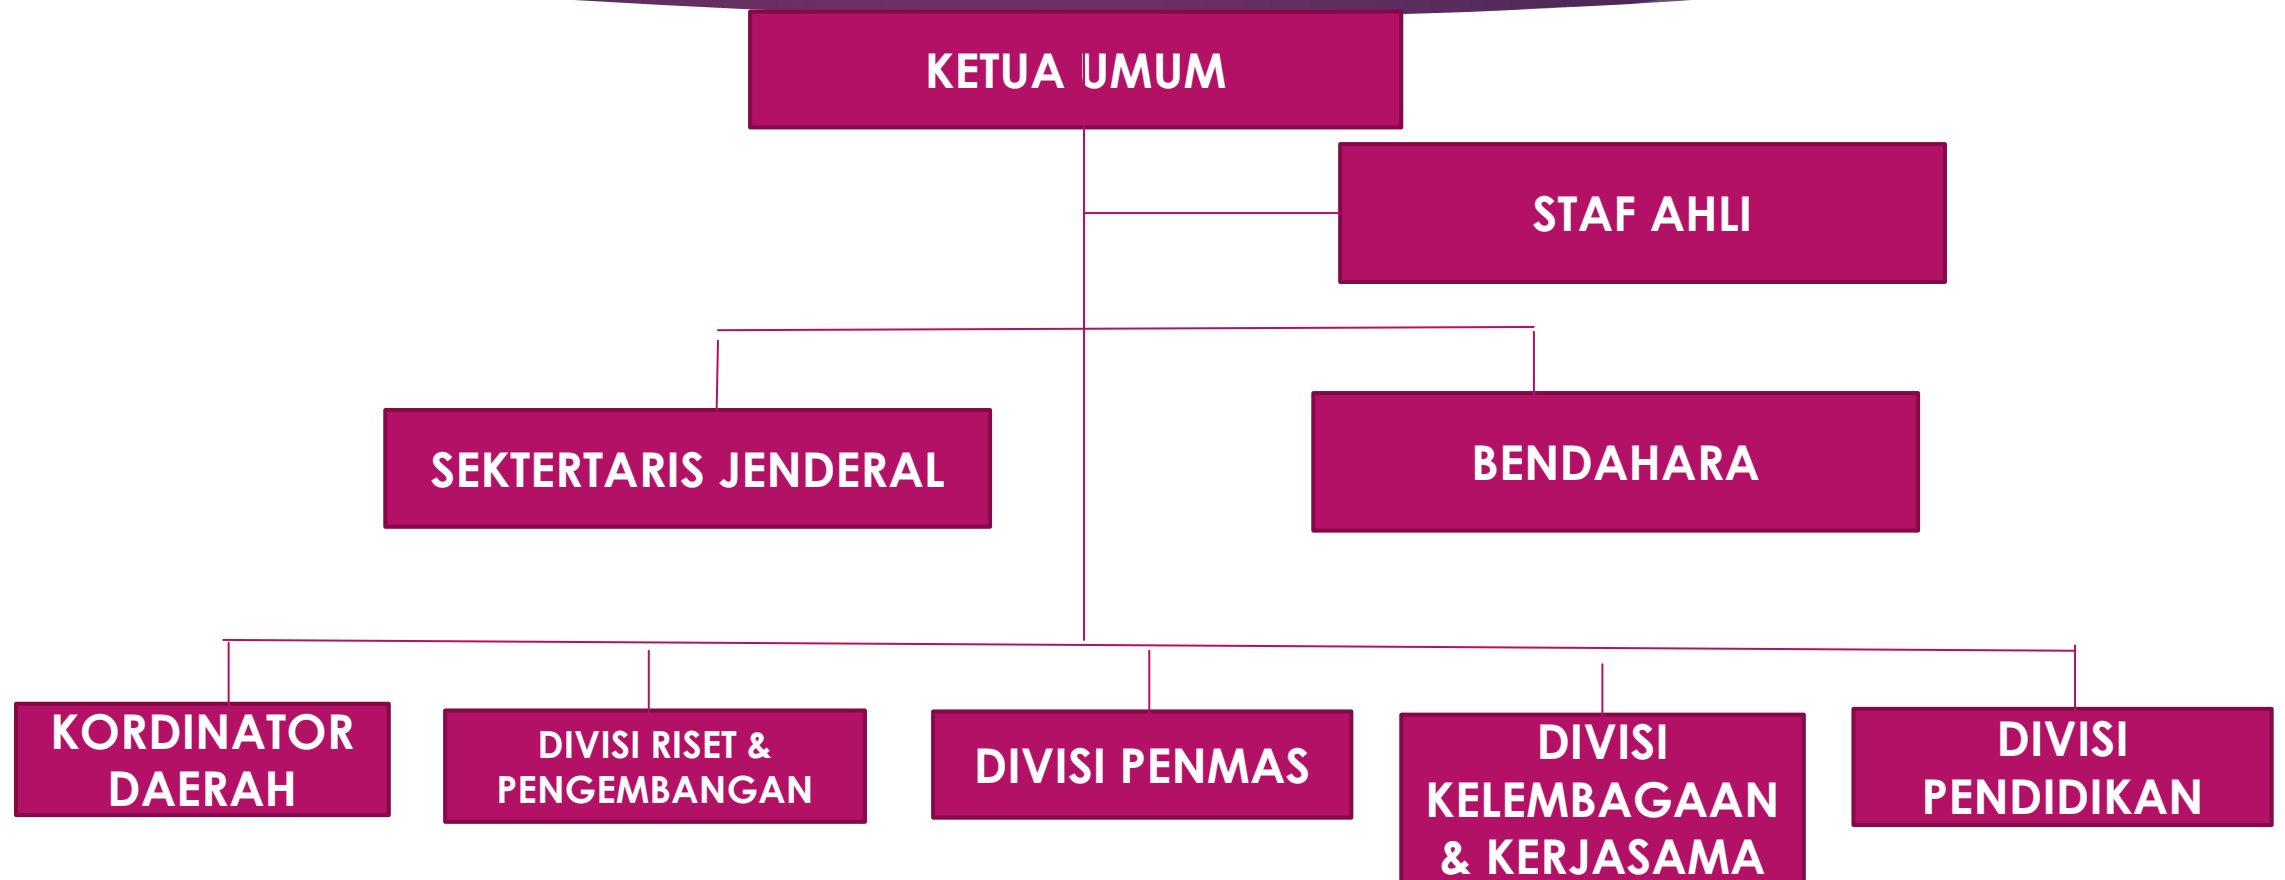 KETUA UMUM
STAF AHLI
SEKTERTARIS JENDERAL
BENDAHARA
KORDINATOR
DAERAH
DIVISI RISET &
PENGEMBANGAN
DIVISI PENMAS
DIVISI
KELEMBAGAAN
& KERJASAMA
DIVISI
PENDIDIKAN